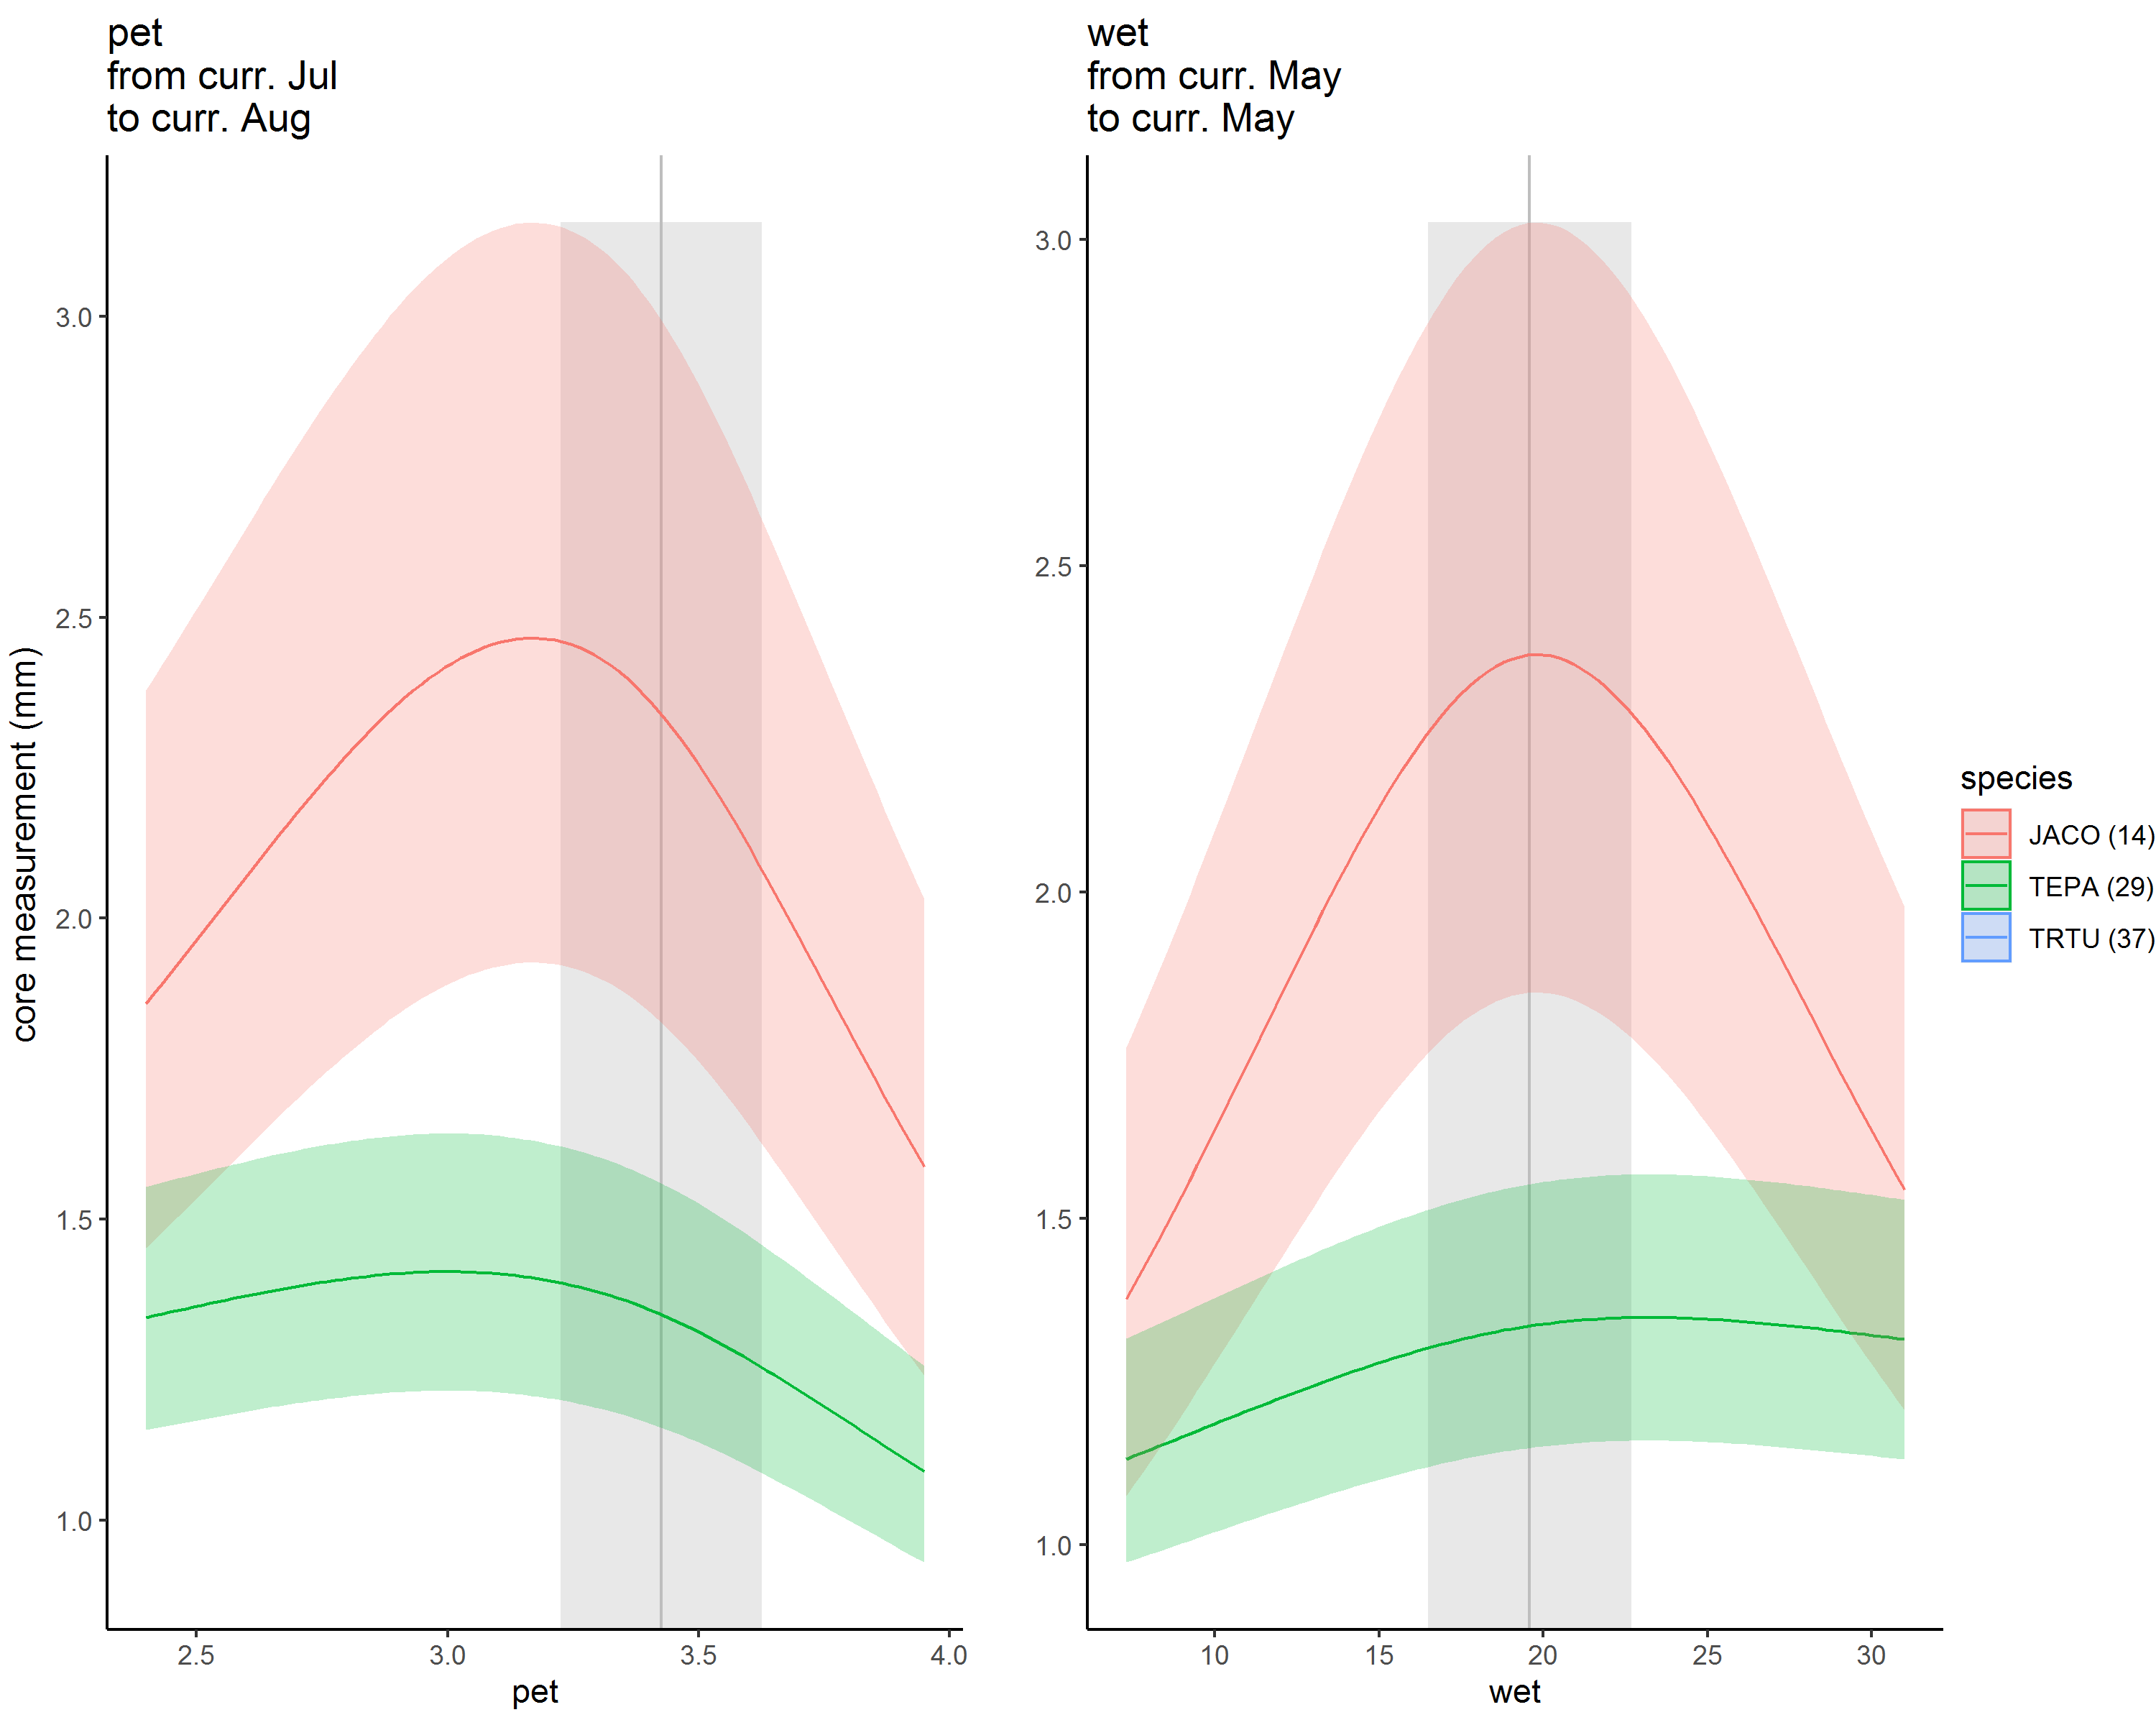 pet
from curr. Jul
to curr. Aug
wet
from curr. May
to curr. May
core measurement (mm)
3.0
2.5
2.0
1.5
1.0
2.5
3.0
3.5
4.0
pet
3.0
2.5
2.0
1.5
1.0
10
15
20
25
30
wet
species
JACO (14)
TEPA (29)
TRTU (37)